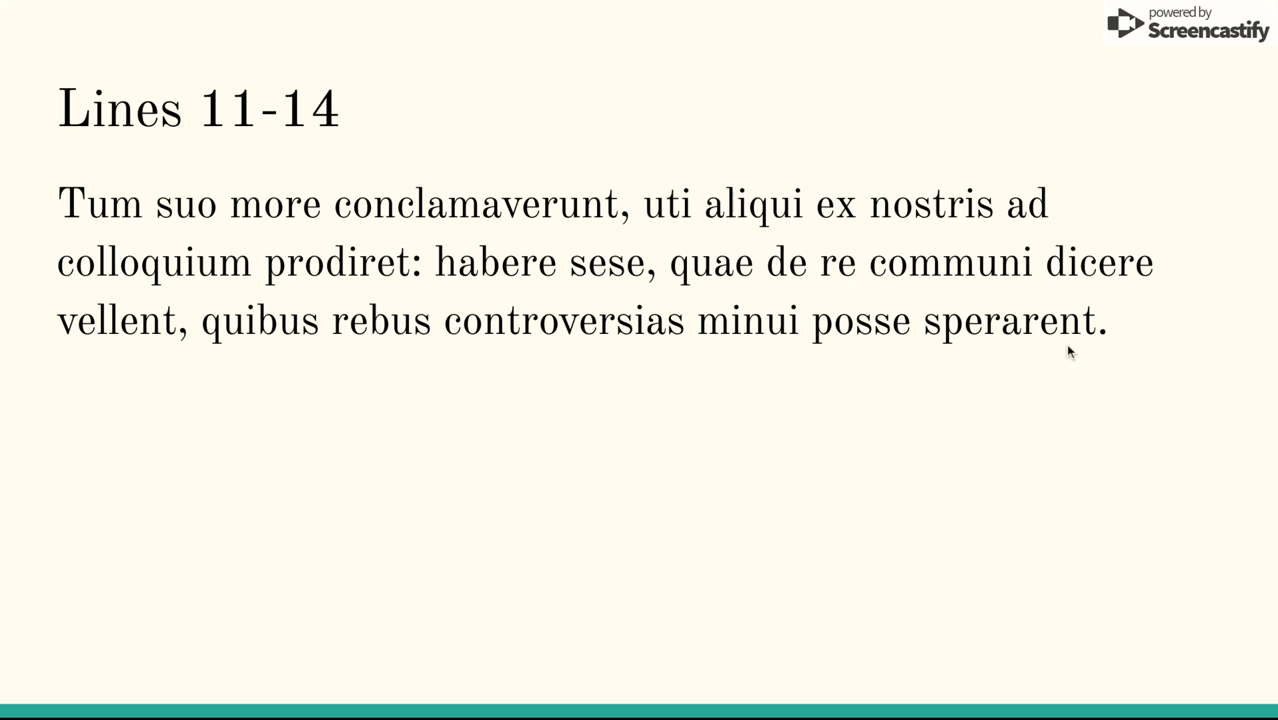 powered by
Screencastify
Lines 11-14
Tum suo more conclamaverunt, uti aliqui ex nostris ad
colloquium prodiret: habere sese, quae de re communi dicere
vellent, quibus rebus controversias minui posse sperarent.